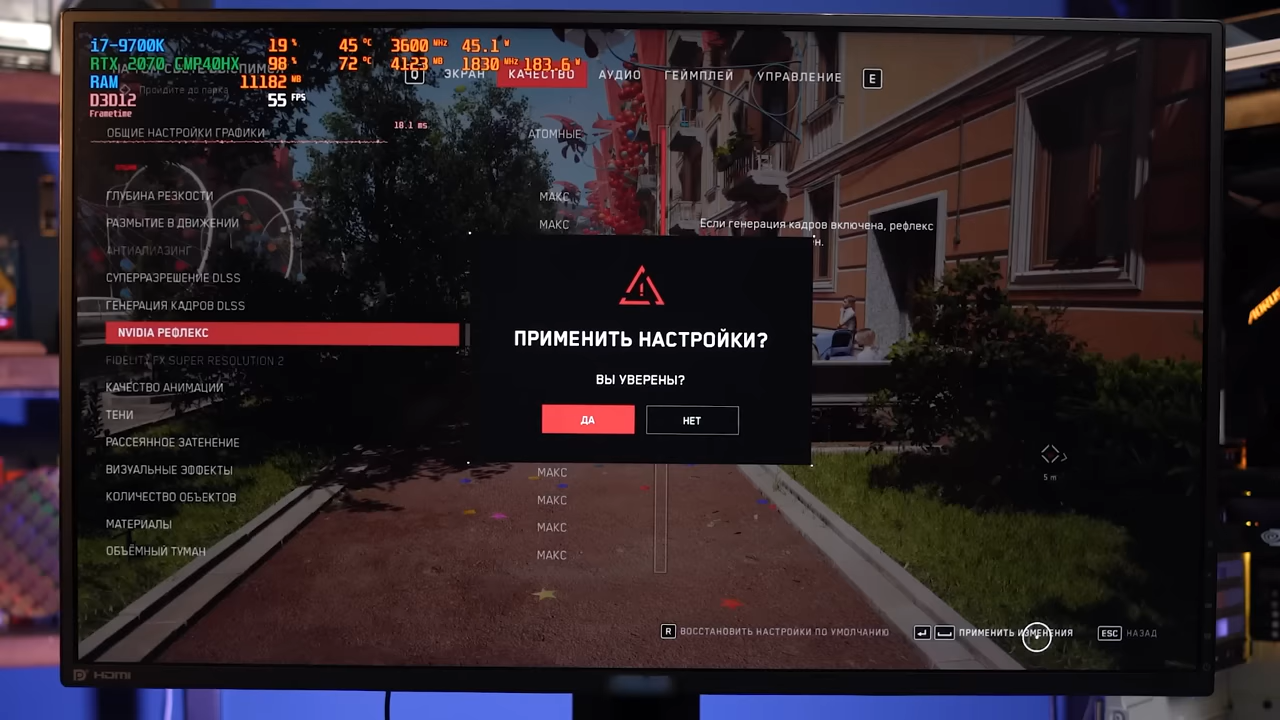 i7-9700K 19 % 45 °C 3600 MHz 45.1 W
RTX 2070 CMP40HX 98 % 72 °C 4123 MB 1830 MHz 183.6 W
RAM 11182 MB
D3D12 55 FPS
Frametime
18.1 ms
Пройдите до парка
Q ЭКРАН КАЧЕСТВО АУДИО ГЕЙМПЛЕЙ УПРАВЛЕНИЕ E
ОБЩИЕ НАСТРОЙКИ ГРАФИКИ АТОМНЫЕ
ГЛУБИНА РЕЗКОСТИ МАКС
РАЗМЫТИЕ В ДВИЖЕНИИ МАКС
Если генерация кадров включена, рефлекс
АНТИАЛИАЗИНГ
СУПЕРРАЗРЕШЕНИЕ DLSS
ГЕНЕРАЦИЯ КАДРОВ DLSS
NVIDIA РЕФЛЕКС
FIDELITY FX SUPER RESOLUTION 2
КАЧЕСТВО АНИМАЦИИ
ТЕНИ
РАССЕЯННОЕ ЗАТЕНЕНИЕ
ВИЗУАЛЬНЫЕ ЭФФЕКТЫ МАКС
КОЛИЧЕСТВО ОБЪЕКТОВ МАКС
МАТЕРИАЛЫ МАКС
ОБЪЁМНЫЙ ТУМАН МАКС
ПРИМЕНИТЬ НАСТРОЙКИ?
ВЫ УВЕРЕНЫ?
ДА НЕТ
5 m
R ВОССТАНОВИТЬ НАСТРОЙКИ ПО УМОЛЧАНИЮ ПРИМЕНИТЬ ИЗМЕНЕНИЯ ESC НАЗАД
HDMI